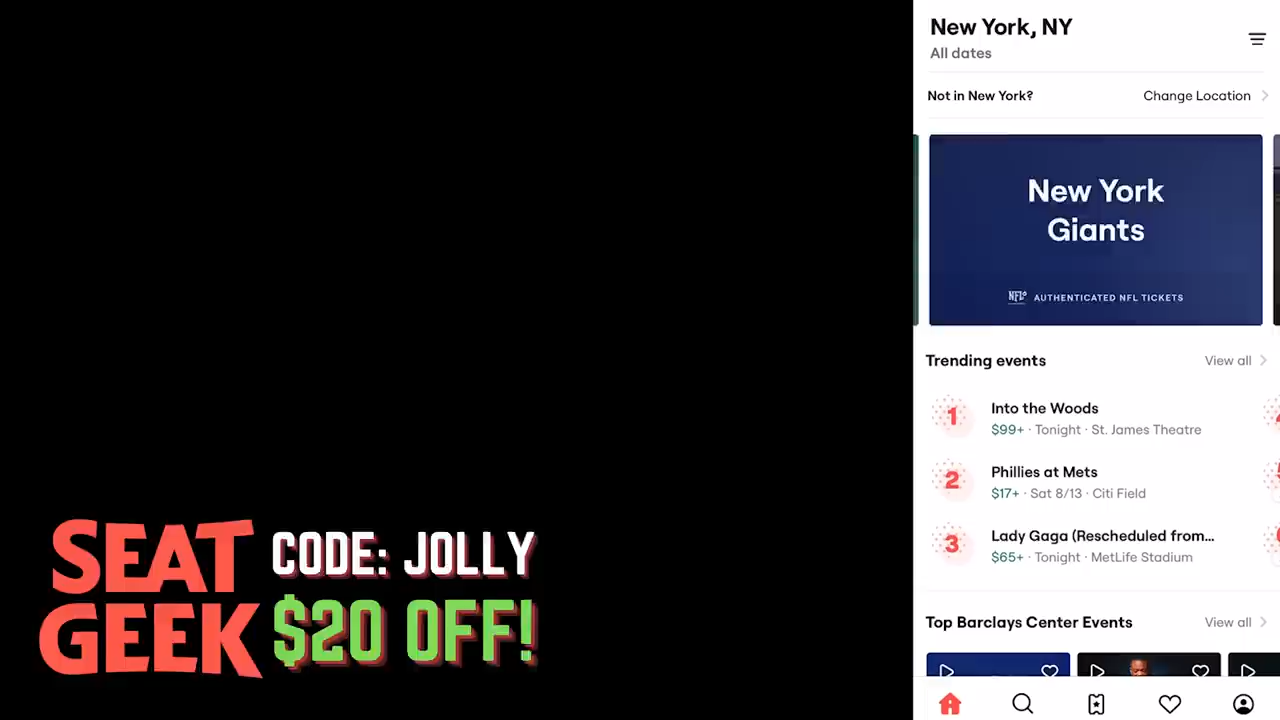 New York, NY
All dates
Not in New York?
Change Location
New York
Giants
NFL AUTHENTICATED NFL TICKETS
Trending events
View all
1
Into the Woods
$99+ · Tonight · St. James Theatre
2
Phillies at Mets
$17+ · Sat 8/13 · Citi Field
3
Lady Gaga (Rescheduled from...
$65+ · Tonight · MetLife Stadium
Top Barclays Center Events
View all
SEAT
GEEK
CODE: JOLLY
$20 OFF!